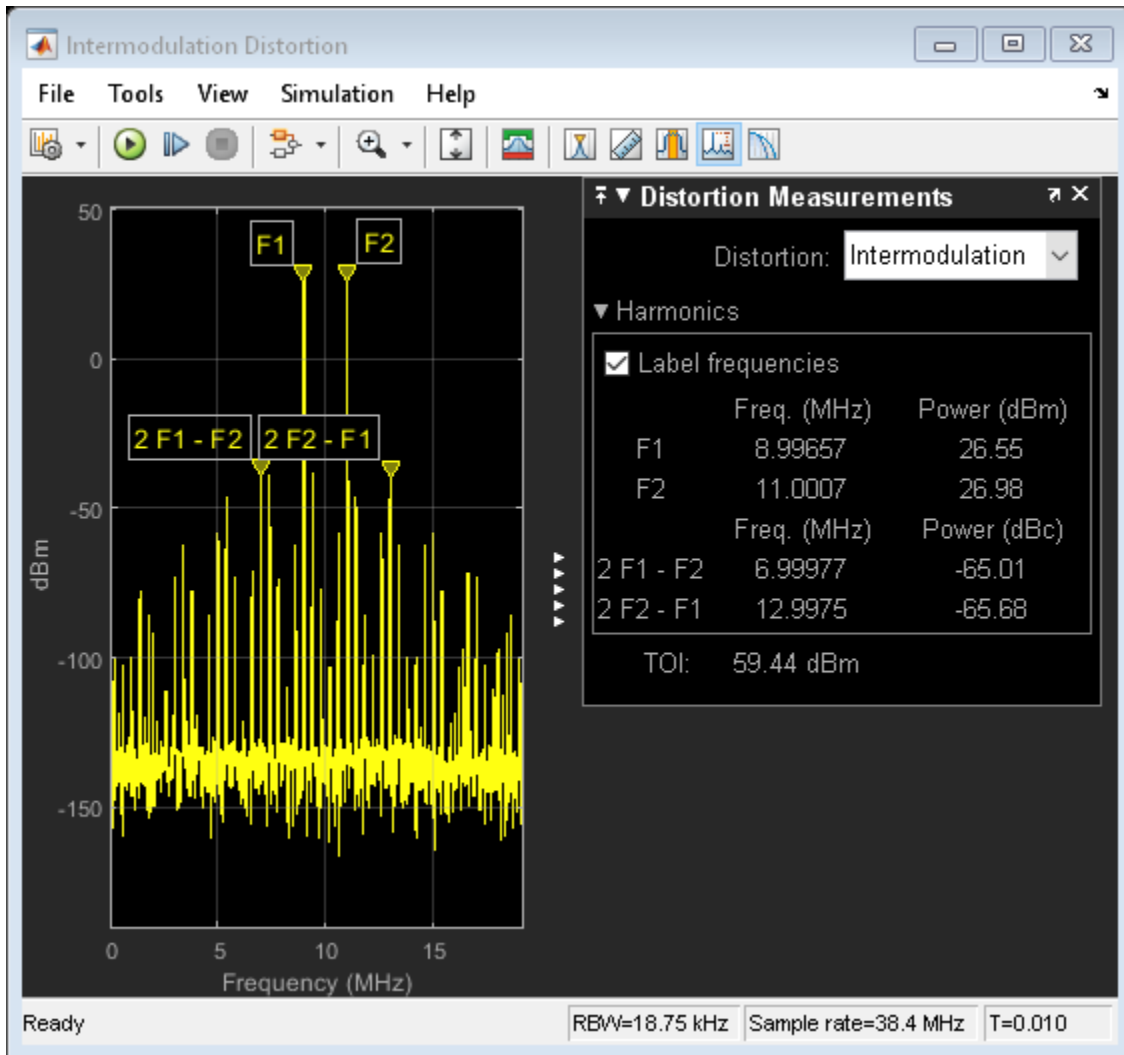 Intermodulation Distortion
File Tools View Simulation Help
Distortion Measurements
Distortion: Intermodulation
Harmonics
Label frequencies
Freq. (MHz) Power (dBm)
F1 8.99657 26.55
F2 11.0007 26.98
Freq. (MHz) Power (dBc)
2 F1 - F2 6.99977 -65.01
2 F2 - F1 12.9975 -65.68
TOI: 59.44 dBm
50
F1 F2
0
2 F1 - F2 2 F2 - F1
-50
dBm
-100
-150
0 5 10 15
Frequency (MHz)
Ready RBW=18.75 kHz Sample rate=38.4 MHz T=0.010